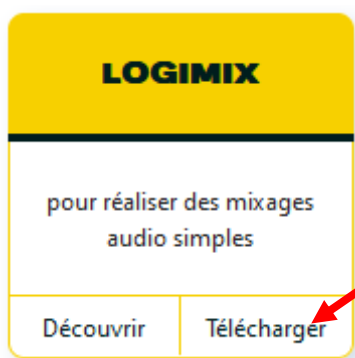 LOGIMIX
pour réaliser des mixages
audio simples
Découvrir
Télécharger